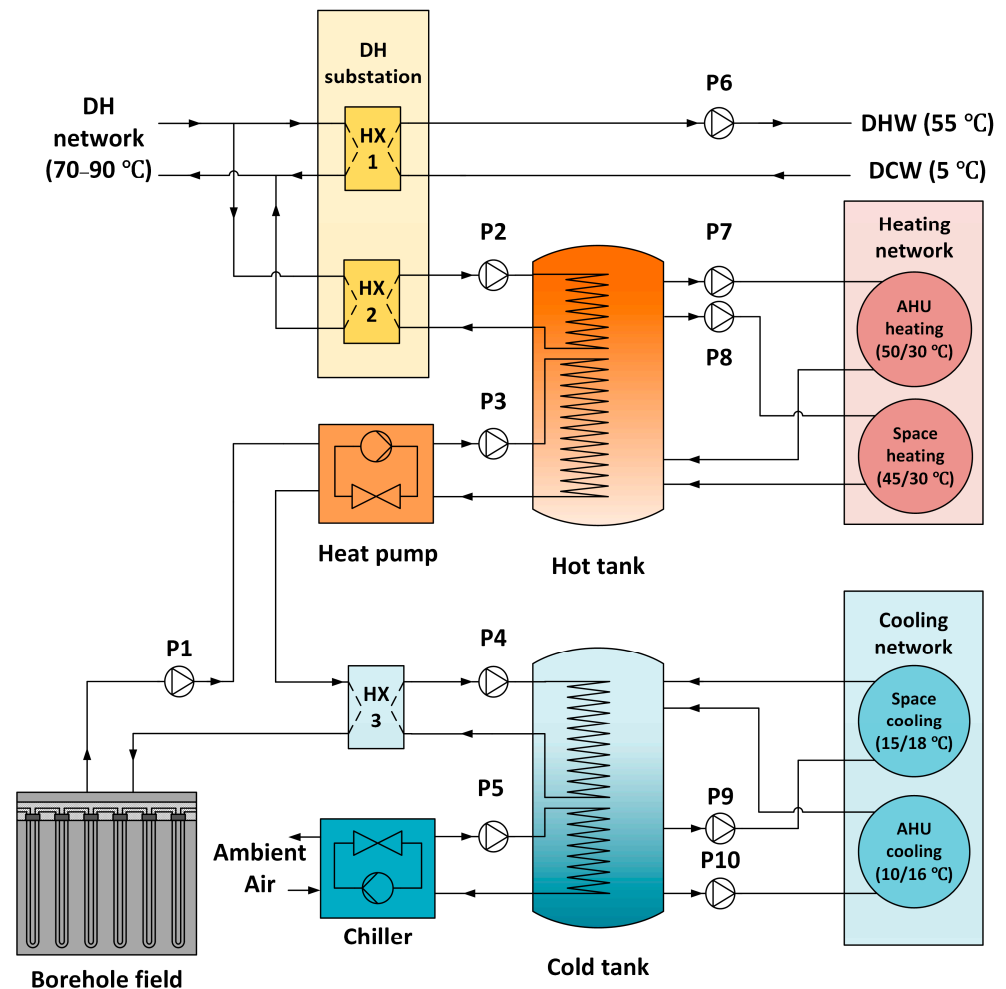 DH
substation
DH
network
(70–90 ℃)
HX
1
P6
DHW (55 ℃)
DCW (5 ℃)
HX
2
P2
P7
P8
Heating
network
AHU
heating
(50/30 ℃)
Space
heating
(45/30 ℃)
P3
Heat pump
Hot tank
P1
HX
3
P4
Cooling
network
Space
cooling
(15/18 ℃)
P5
P9
P10
AHU
cooling
(10/16 ℃)
Ambient
Air
Chiller
Cold tank
Borehole field